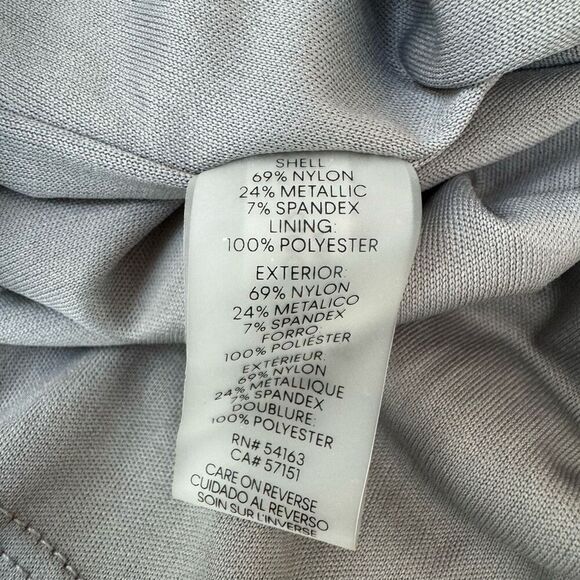 SHELL
69% NYLON
24% METALLIC
7% SPANDEX
LINING:
100% POLYESTER
EXTERIOR:
69% NYLON
24% METALICO
7% SPANDEX
FORRO:
100% POLIESTER
EXTERIEUR:
69% NYLON
24% METALLIQUE
7% SPANDEX
DOUBLURE:
100% POLYESTER
RN# 54163
CA# 57151
CARE ON REVERSE
CUIDADO AL REVERSO
SOIN SUR L'INVERSE